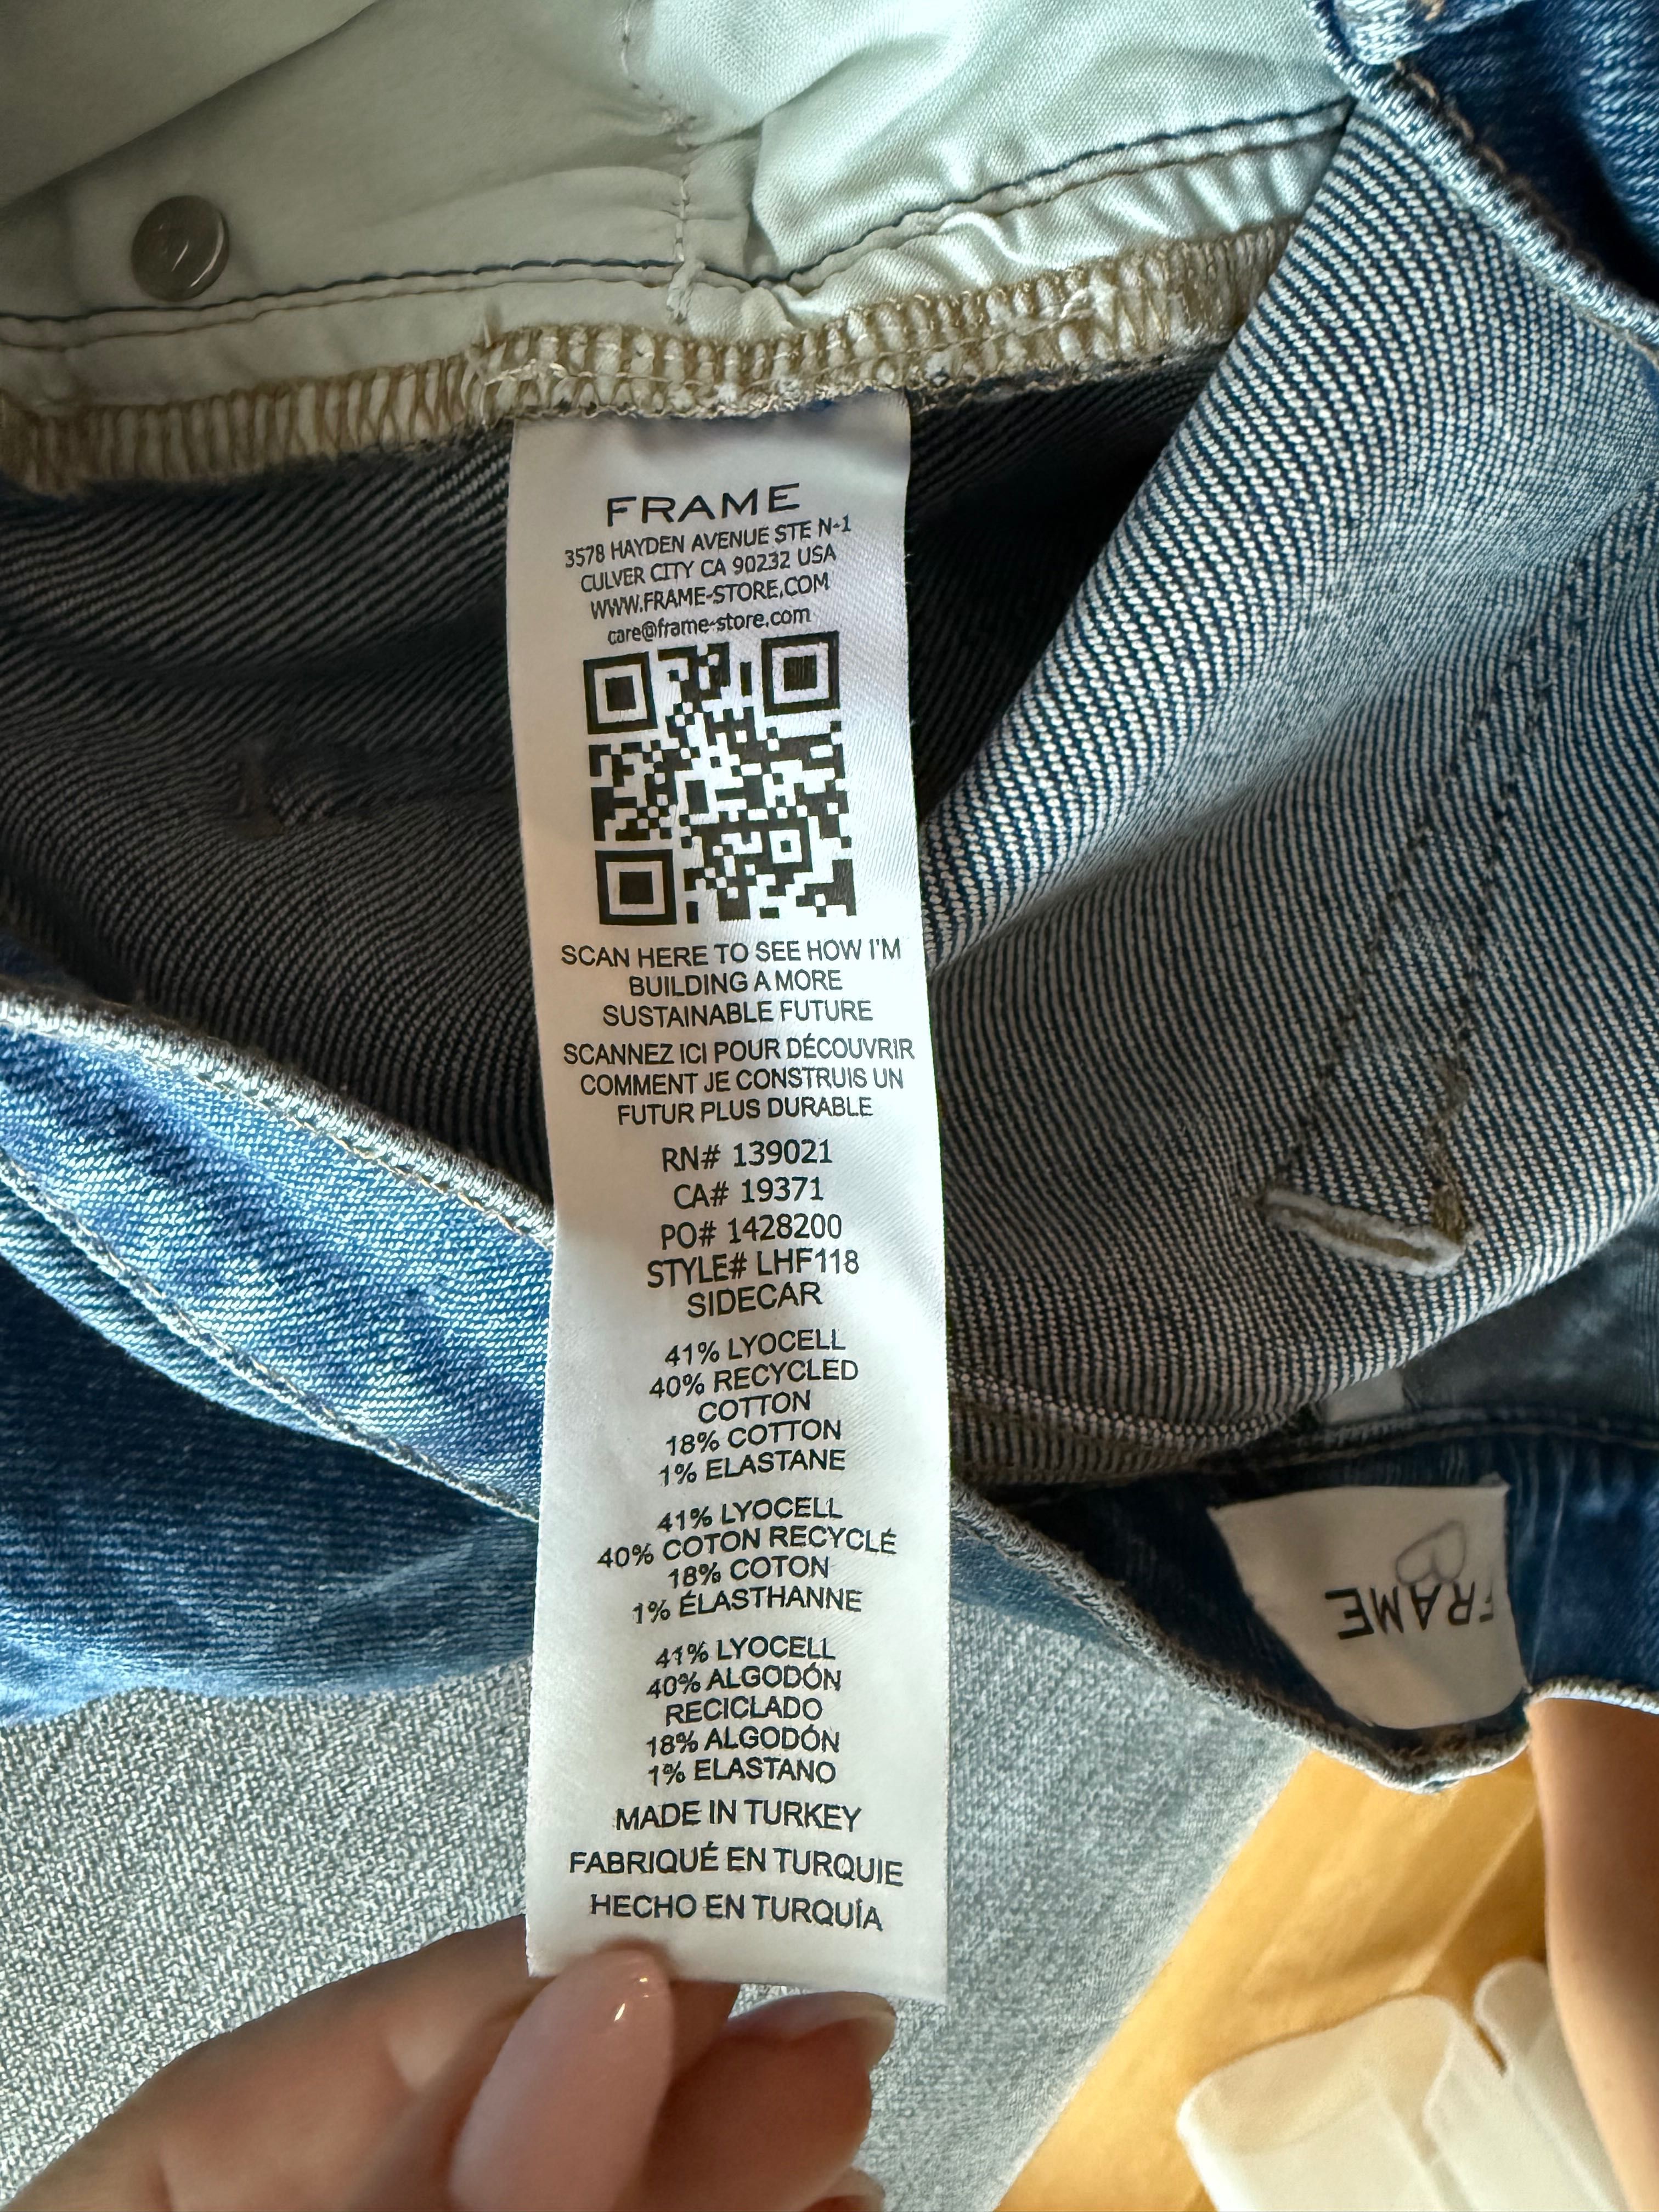 FRAME
3578 HAYDEN AVENUE STE N-1
CULVER CITY CA 90232 USA
WWW.FRAME-STORE.COM
care@frame-store.com
SCAN HERE TO SEE HOW I'M
BUILDING A MORE
SUSTAINABLE FUTURE
SCANNEZ ICI POUR DÉCOUVRIR
COMMENT JE CONSTRUIS UN
FUTUR PLUS DURABLE
RN# 139021
CA# 19371
PO# 1428200
STYLE# LHF118
SIDECAR
41% LYOCELL
40% RECYCLED
COTTON
18% COTTON
1% ELASTANE
41% LYOCELL
40% COTON RECYCLÉ
18% COTON
1% ÉLASTHANNE
41% LYOCELL
40% ALGODÓN
RECICLADO
18% ALGODÓN
1% ELASTANO
MADE IN TURKEY
FABRIQUÉ EN TURQUIE
HECHO EN TURQUÍA
FRAME